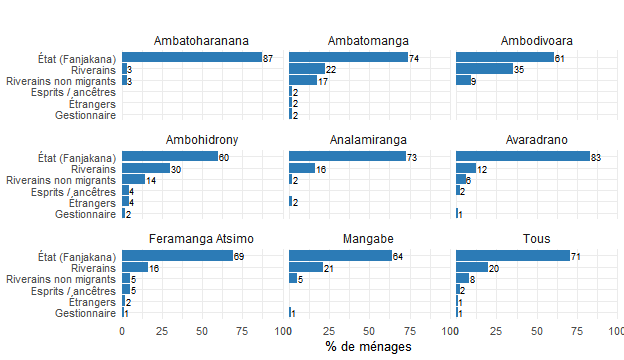 Ambatoharanana Ambatomanga Ambodivoara
État (Fanjakana) 87 74 61
Riverains 3 22 35
Riverains non migrants 3 17 9
Esprits / ancêtres 2
Étrangers 2
Gestionnaire 2
Ambohidrony Analamiranga Avaradrano
État (Fanjakana) 60 73 83
Riverains 30 16 12
Riverains non migrants 14 2 6
Esprits / ancêtres 4 2
Étrangers 4 2
Gestionnaire 2 1
Feramanga Atsimo Mangabe Tous
État (Fanjakana) 69 64 71
Riverains 16 21 20
Riverains non migrants 5 5 8
Esprits / ancêtres 5 2
Étrangers 2 1
Gestionnaire 1 1 1
0 25 50 75 100 0 25 50 75 100 0 25 50 75 100
% de ménages